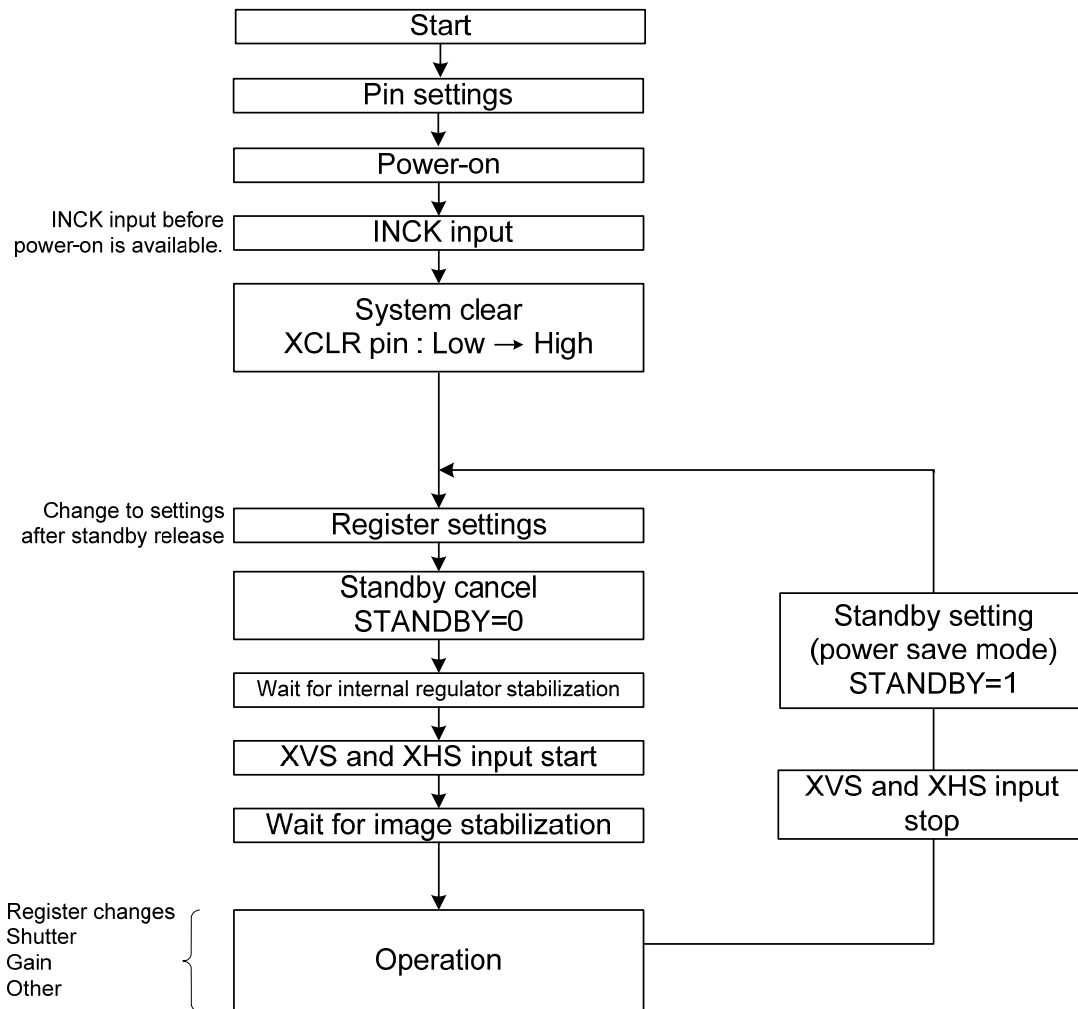 Start
Pin settings
Power-on
INCK input before
power-on is available.
INCK input
System clear
XCLR pin : Low → High
Change to settings
after standby release
Register settings
Standby cancel
STANDBY=0
Wait for internal regulator stabilization
XVS and XHS input start
Wait for image stabilization
Register changes
Shutter
Gain
Other
Operation
Standby setting
(power save mode)
STANDBY=1
XVS and XHS input
stop